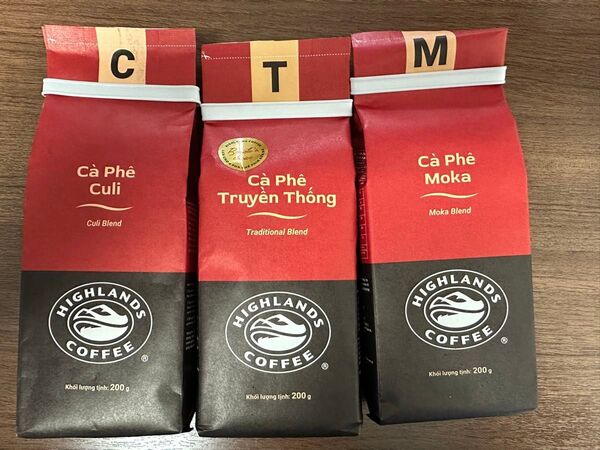 C
Cà Phê
Culi
Culi Blend
HIGHLANDS
COFFEE
®
Khối lượng tịnh: 200 g
T
Cà Phê
Truyền Thống
Traditional Blend
HIGHLANDS
COFFEE
®
Khối lượng tịnh: 200 g
M
Cà Phê
Moka
Moka Blend
HIGHLANDS
COFFEE
®
Khối lượng tịnh: 200 g